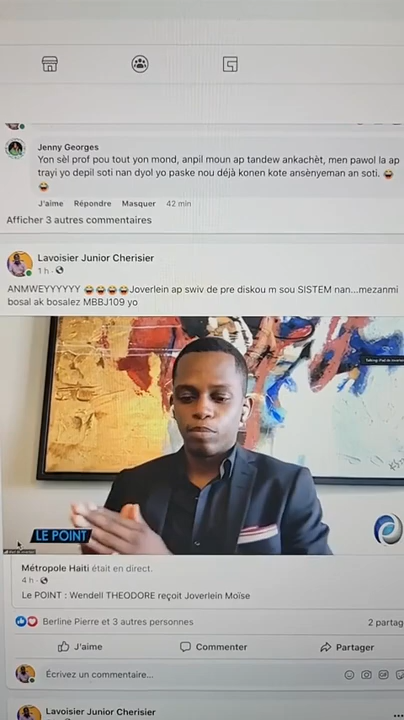 Jenny Georges
Yon sèl prof pou tout yon mond, anpil moun ap tandew ankachèt, men pawol la ap
trayi yo depil soti nan dyol yo paske nou déjà konen kote ansènyeman an soti. 😂
😂
J'aime Répondre Masquer 42 min
Afficher 3 autres commentaires
Lavoisier Junior Cherisier
1 h ·
ANMWEYYYYYY 😂😂😂😂Joverlein ap swiv de pre diskou m sou SISTEM nan...mezanmi
bosal ak bosalez MBBJ109 yo
LE POINT
Métropole Haiti était en direct.
4 h ·
Le POINT : Wendell THEODORE reçoit Joverlein Moïse
Berline Pierre et 3 autres personnes
2 partag
J'aime
Commenter
Partager
Écrivez un commentaire...
GIF
Lavoisier Junior Cherisier